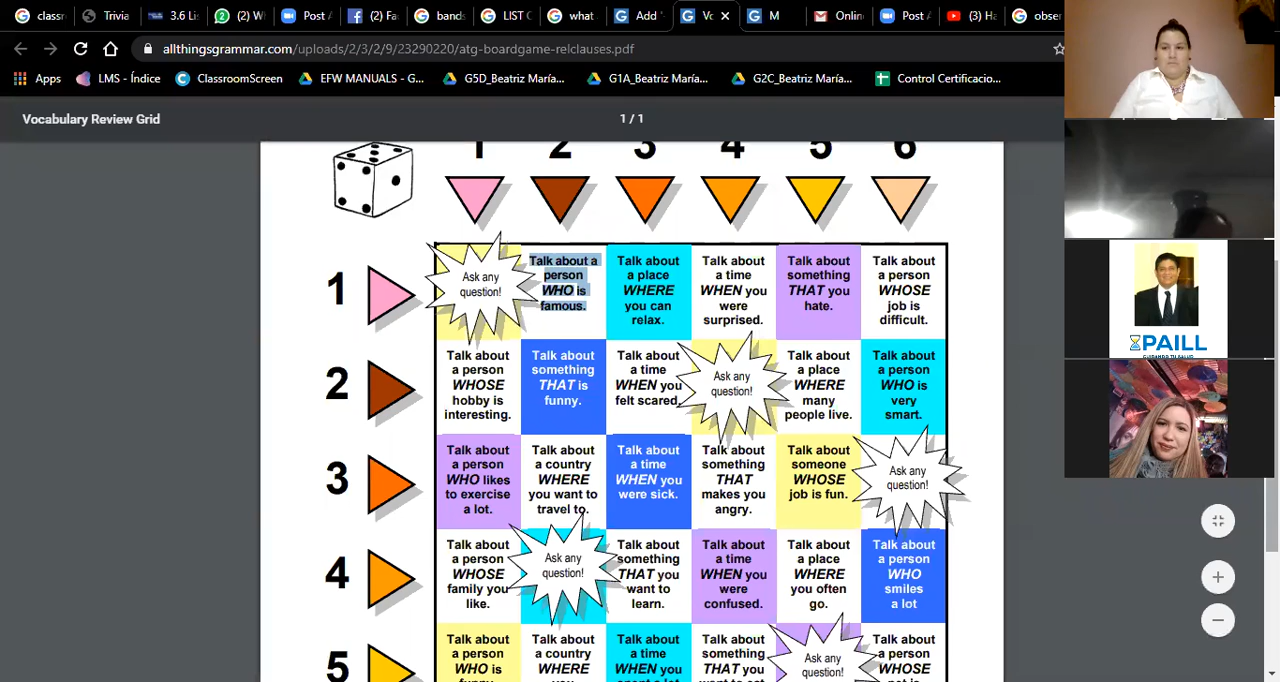 classr
Trivia
3.6 Li
(2) W
Post A
(2) Fa
bands
LIST C
what
Add '
Vo
M
Onlin
Post A
(3) Ha
obser
allthingsgrammar.com/uploads/2/3/2/9/23290220/atg-boardgame-relclauses.pdf
Apps
LMS - Índice
ClassroomScreen
EFW MANUALS - G...
G5D_Beatriz María...
G1A_Beatriz María...
G2C_Beatriz María...
Control Certificacio...
Vocabulary Review Grid
1 / 1
1 2 3 4 5 6
1
Ask any
question!
Talk about a
person
WHO is
famous.
Talk about
a place
WHERE
you can
relax.
Talk about
a time
WHEN you
were
surprised.
Talk about
something
THAT you
hate.
Talk about
a person
WHOSE
job is
difficult.
2
Talk about
a person
WHOSE
hobby is
interesting.
Talk about
something
THAT is
funny.
Talk about
a time
WHEN you
felt scared.
Ask any
question!
Talk about
a place
WHERE
many
people live.
Talk about
a person
WHO is
very
smart.
3
Talk about
a person
WHO likes
to exercise
a lot.
Talk about
a country
WHERE
you want to
travel to.
Talk about
a time
WHEN you
were sick.
Talk about
something
THAT
makes you
angry.
Talk about
someone
WHOSE
job is fun.
Ask any
question!
4
Talk about
a person
WHOSE
family you
like.
Ask any
question!
Talk about
something
THAT you
want to
learn.
Talk about
a time
WHEN you
were
confused.
Talk about
a place
WHERE
you often
go.
Talk about
a person
WHO
smiles
a lot
5
Talk about
a person
WHO is
Talk about
a country
WHERE
Talk about
a time
WHEN you
Talk about
something
THAT you
Ask any
question!
Talk about
a person
WHOSE
PAILL